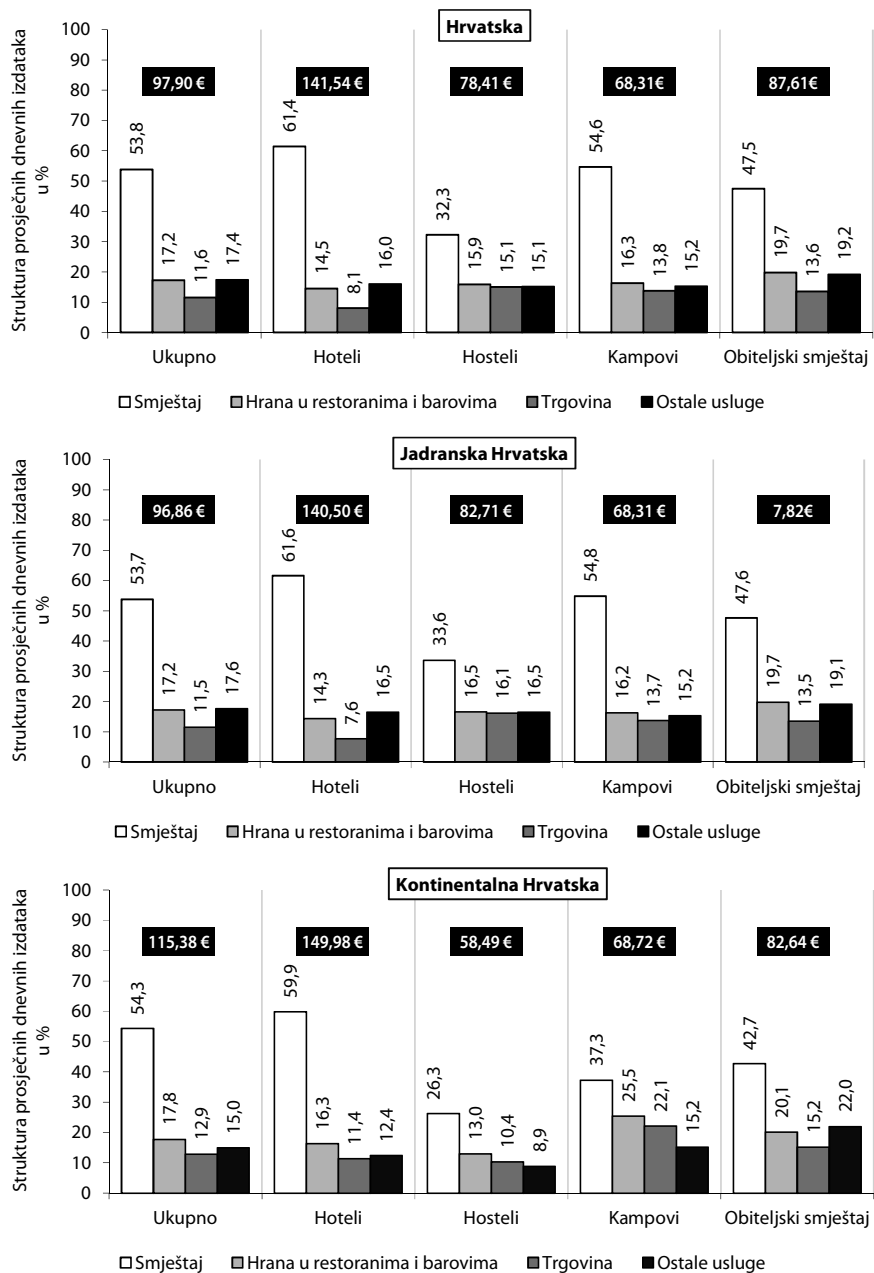 Hrvatska
Struktura prosječnih dnevnih izdataka
u %
100
90
80
70
60
50
40
30
20
10
0
97,90 € 141,54 € 78,41 € 68,31€ 87,61€
53,8 17,2 11,6 17,4
61,4 14,5 8,1 16,0
32,3 15,9 15,1 15,1
54,6 16,3 13,8 15,2
47,5 19,7 13,6 19,2
Ukupno Hoteli Hosteli Kampovi Obiteljski smještaj
Smještaj Hrana u restoranima i barovima Trgovina Ostale usluge
Jadranska Hrvatska
Struktura prosječnih dnevnih izdataka
u %
100
90
80
70
60
50
40
30
20
10
0
96,86 € 140,50 € 82,71 € 68,31 € 7,82€
53,7 17,2 11,5 17,6
61,6 14,3 7,6 16,5
33,6 16,5 16,1 16,5
54,8 16,2 13,7 15,2
47,6 19,7 13,5 19,1
Ukupno Hoteli Hosteli Kampovi Obiteljski smještaj
Smještaj Hrana u restoranima i barovima Trgovina Ostale usluge
Kontinentalna Hrvatska
Struktura prosječnih dnevnih izdataka
u %
100
90
80
70
60
50
40
30
20
10
0
115,38 € 149,98 € 58,49 € 68,72 € 82,64 €
54,3 17,8 12,9 15,0
59,9 16,3 11,4 12,4
26,3 13,0 10,4 8,9
37,3 25,5 22,1 15,2
42,7 20,1 15,2 22,0
Ukupno Hoteli Hosteli Kampovi Obiteljski smještaj
Smještaj Hrana u restoranima i barovima Trgovina Ostale usluge